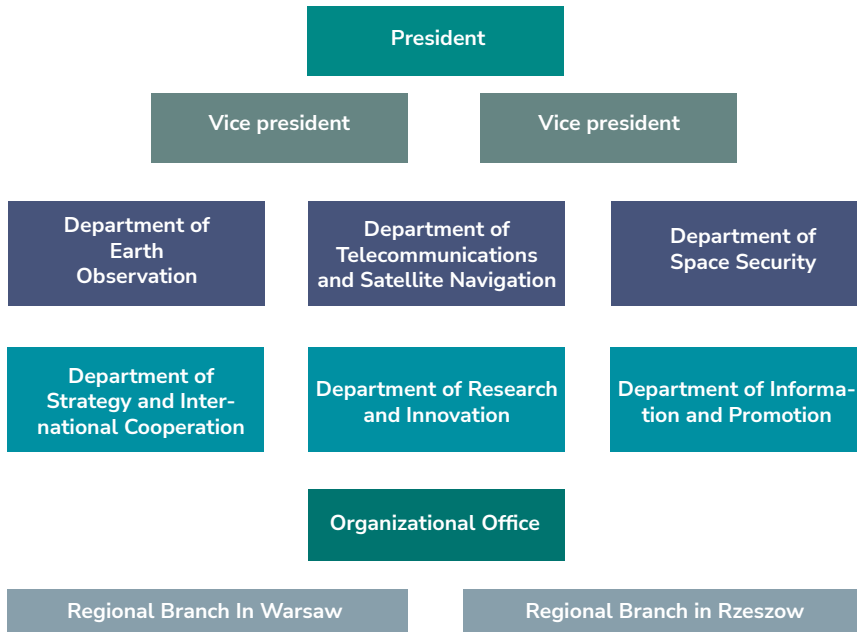 President
Vice president
Vice president
Department of
Earth
Observation
Department of
Telecommunications
and Satellite Navigation
Department of
Space Security
Department of
Strategy and Inter-
national Cooperation
Department of Research
and Innovation
Department of Informa-
tion and Promotion
Organizational Office
Regional Branch In Warsaw
Regional Branch in Rzeszow